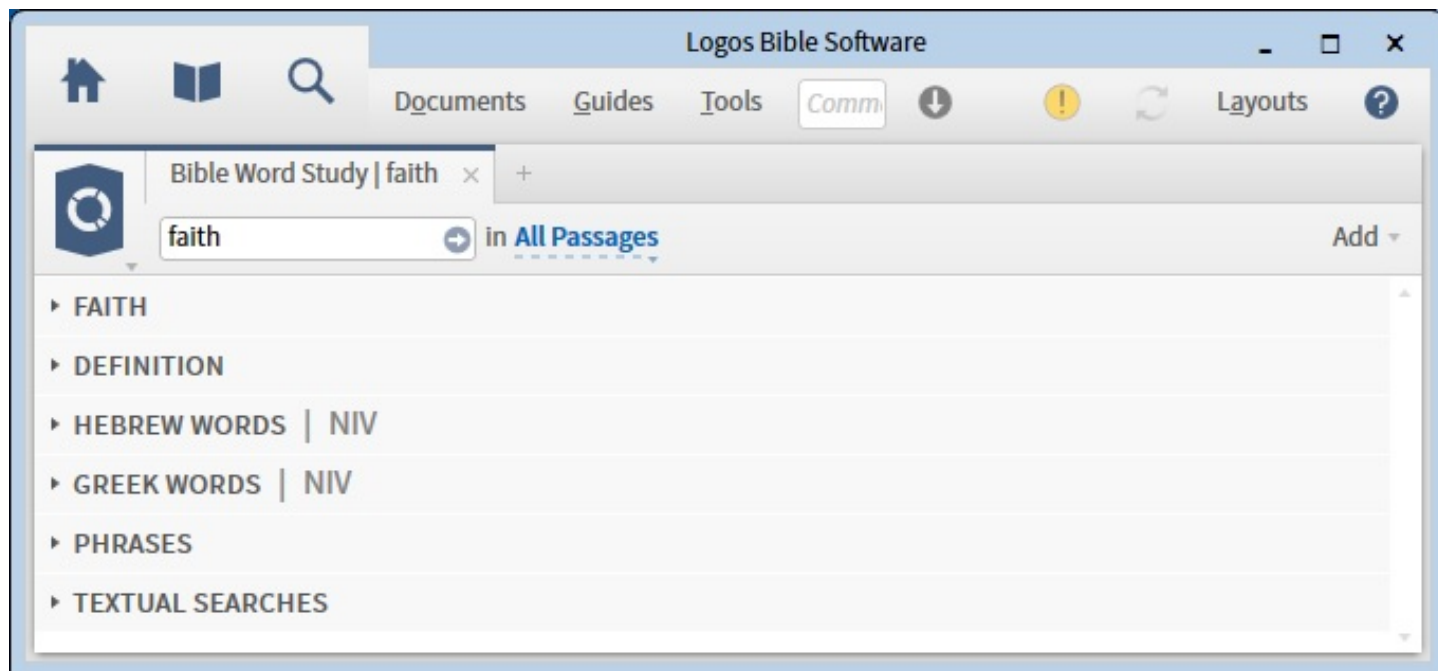 Logos Bible Software
Documents Guides Tools Comm Layouts
Bible Word Study | faith
faith in All Passages Add
FAITH
DEFINITION
HEBREW WORDS | NIV
GREEK WORDS | NIV
PHRASES
TEXTUAL SEARCHES